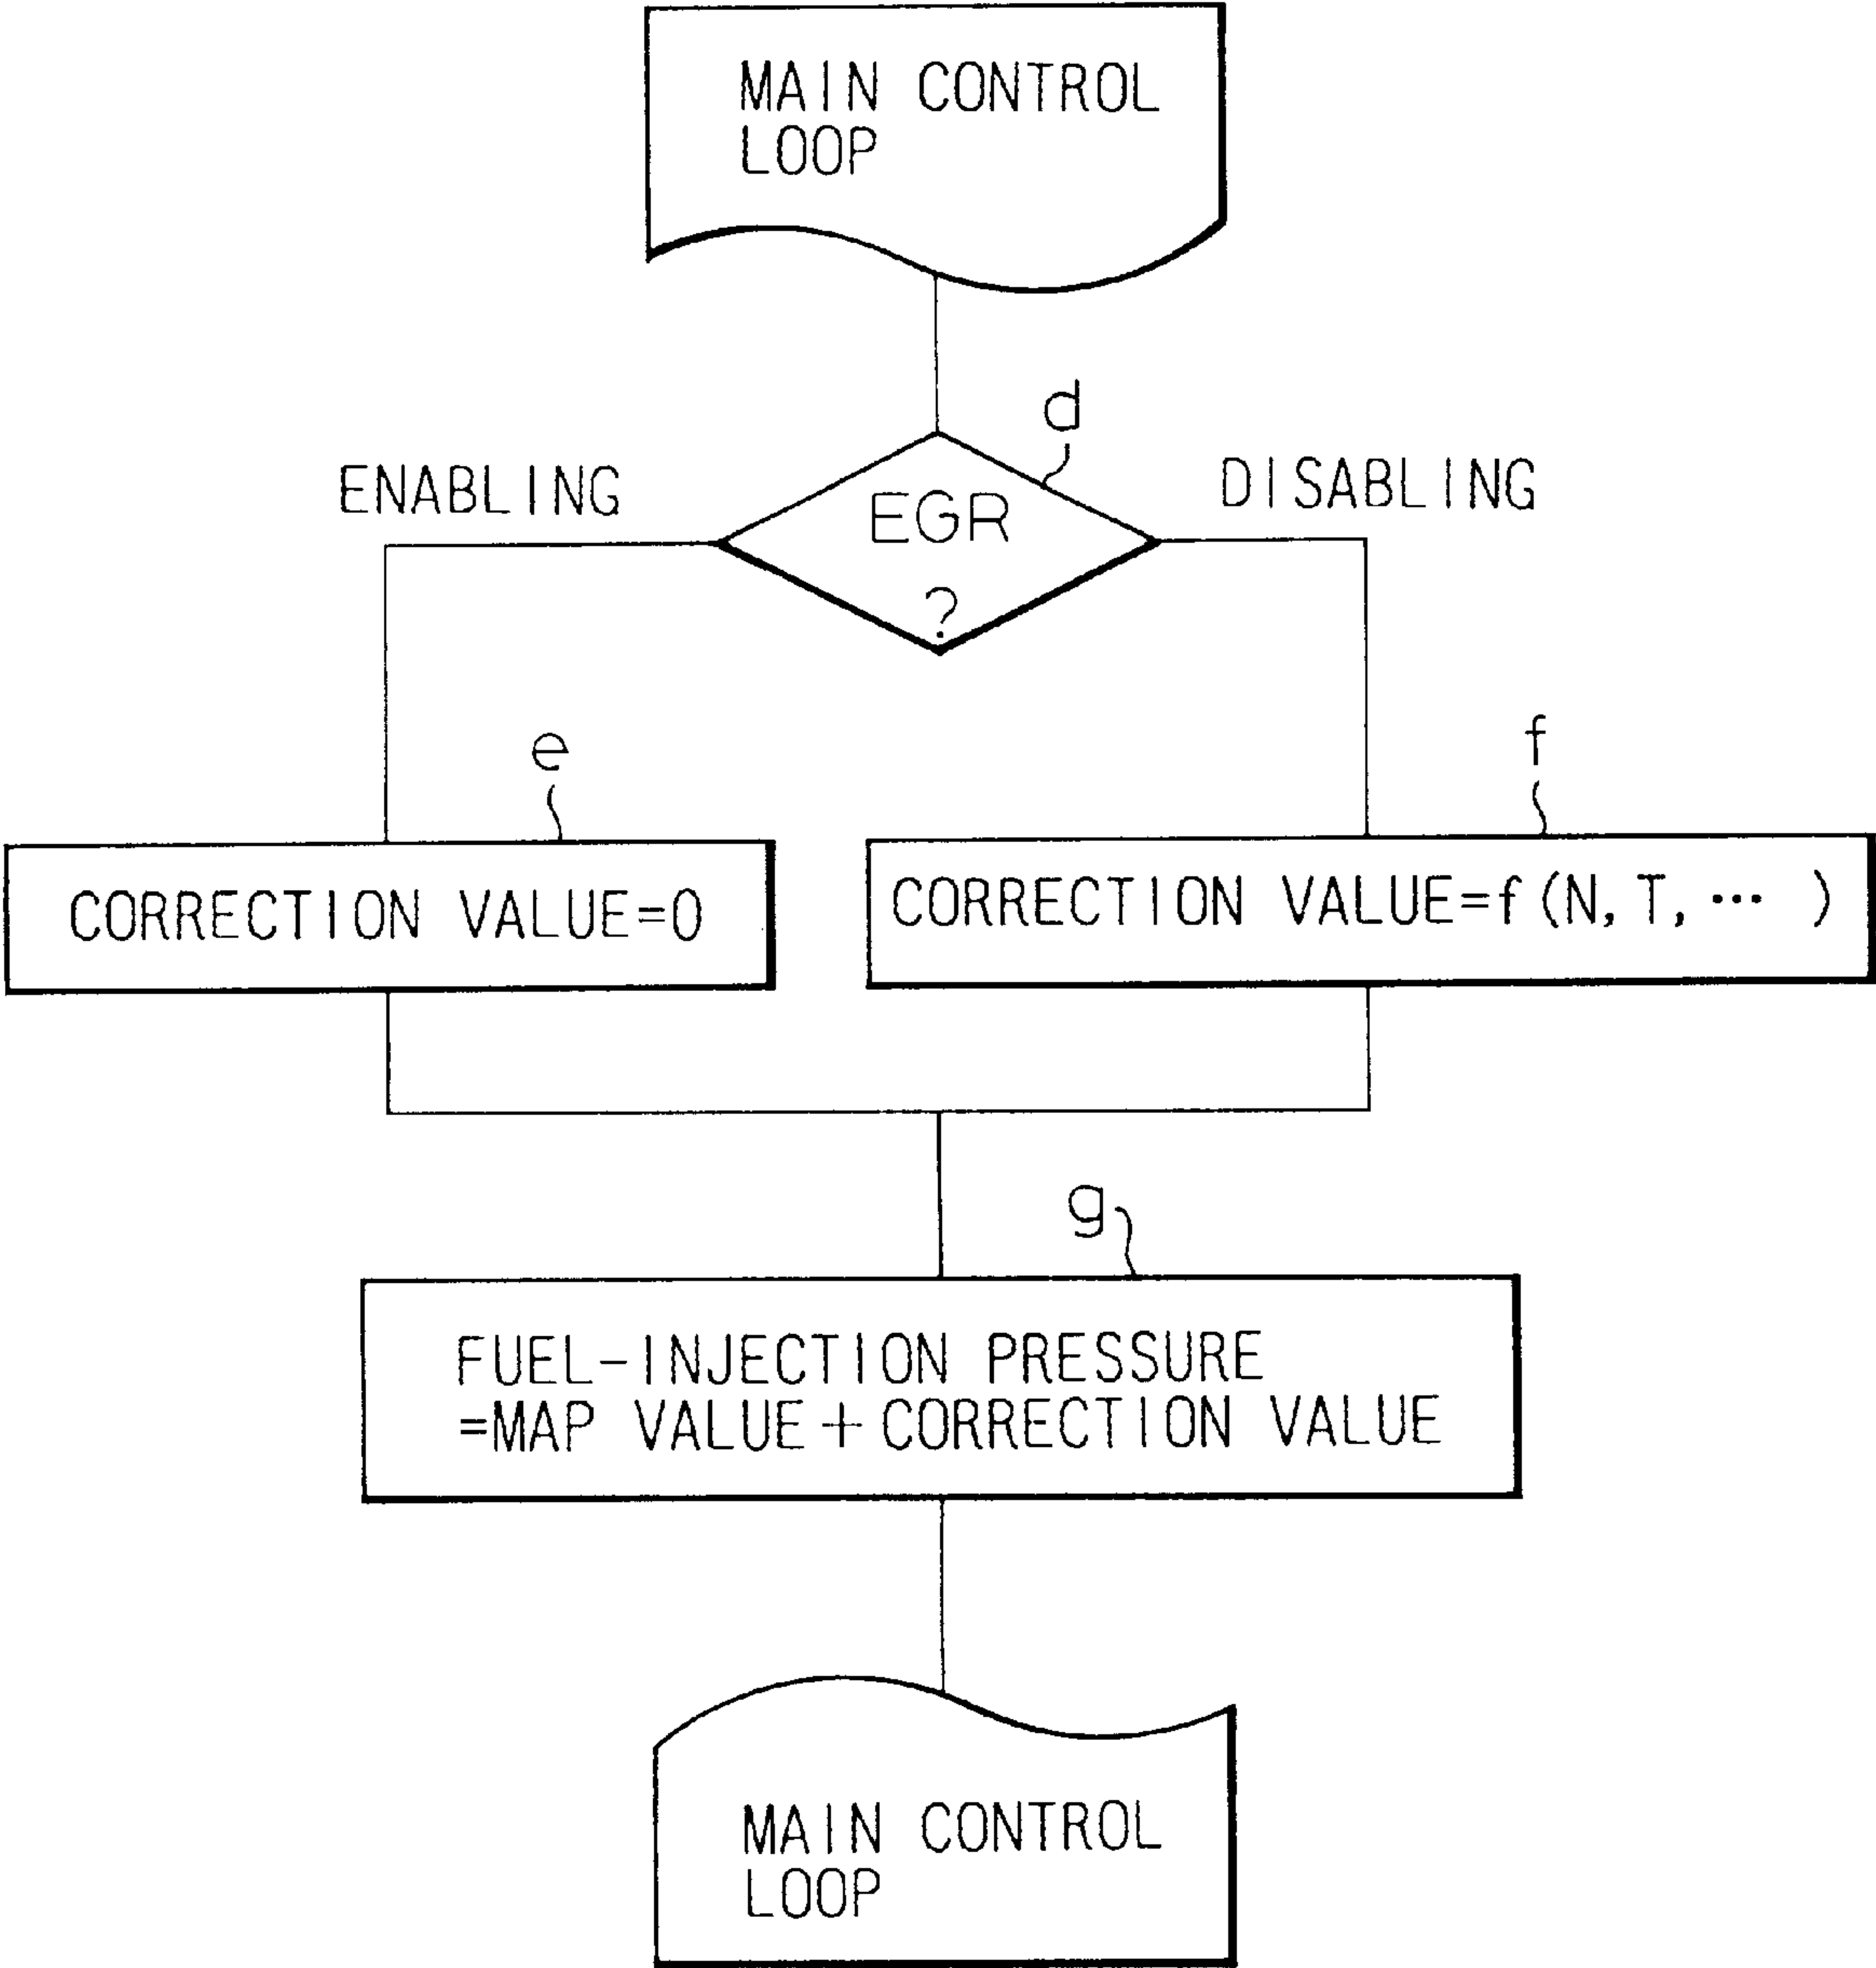 MAIN CONTROL
LOOP
d
ENABLING
DISABLING
EGR
?
e
f
CORRECTION VALUE=0
CORRECTION VALUE=f(N, T, ··· )
g
FUEL-INJECTION PRESSURE
=MAP VALUE+CORRECTION VALUE
MAIN CONTROL
LOOP